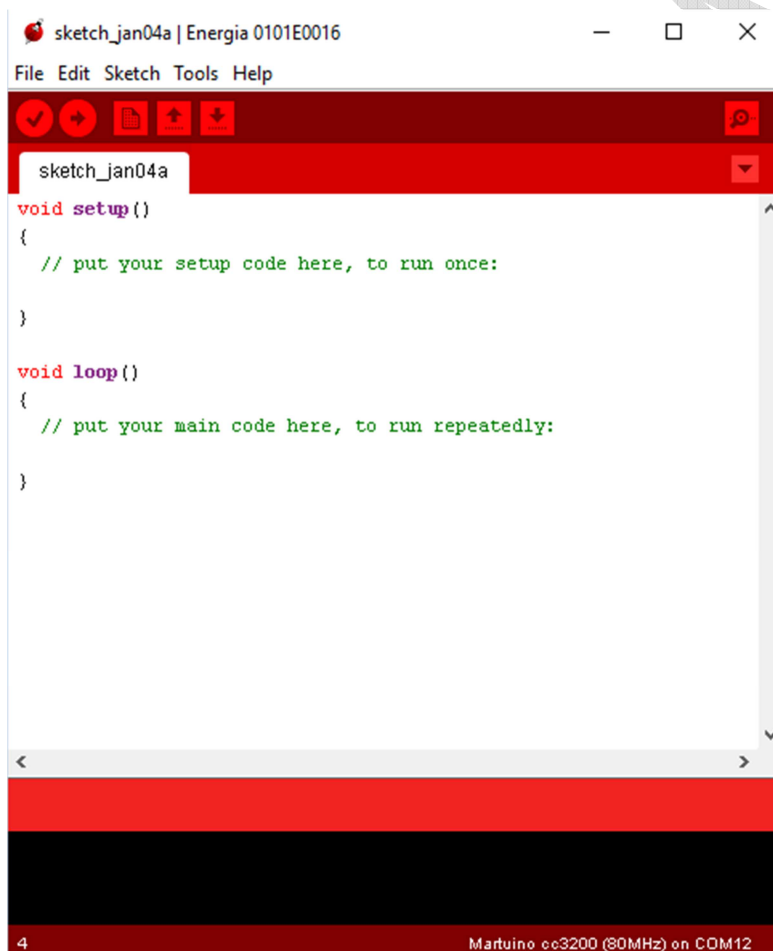 sketch_jan04a | Energia 0101E0016
File Edit Sketch Tools Help
sketch_jan04a
void setup()
{
  // put your setup code here, to run once:
}
void loop()
{
  // put your main code here, to run repeatedly:
}
4 Martuino cc3200 (80MHz) on COM12